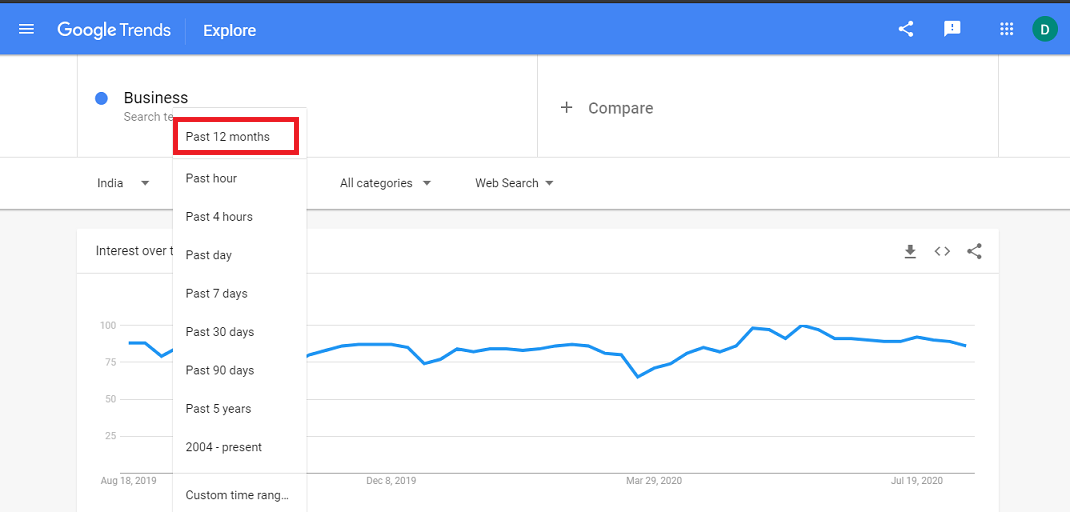 Google Trends
Explore
D
Business
Search te
Compare
Past 12 months
India
All categories
Web Search
Past hour
Past 4 hours
Past day
Past 7 days
Past 30 days
Past 90 days
Past 5 years
2004 - present
Custom time rang...
Interest over t
100
75
50
25
Aug 18, 2019
Dec 8, 2019
Mar 29, 2020
Jul 19, 2020